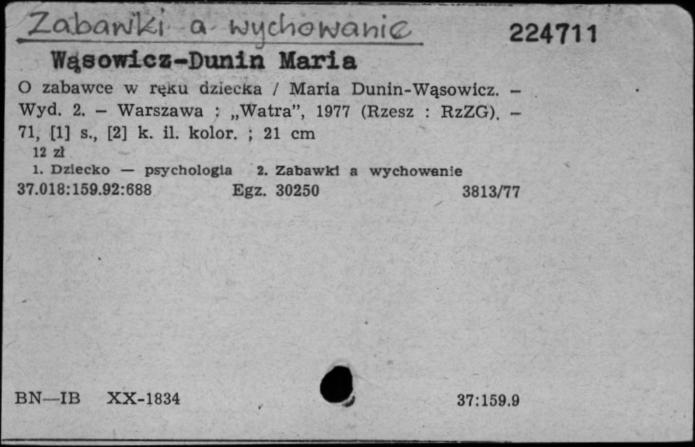 Zabawki a wychowanie
224711
Wąsowicz-Dunin Maria
O zabawce w ręku dziecka / Maria Dunin-Wąsowicz. –
Wyd. 2. – Warszawa : „Watra”, 1977 (Rzesz : RzZG). –
71, [1] s., [2] k. il. kolor. ; 21 cm
12 zł
1. Dziecko — psychologia 2. Zabawki a wychowanie
37.018:159.92:688 Egz. 30250 3813/77
BN—IB XX-1834 37:159.9